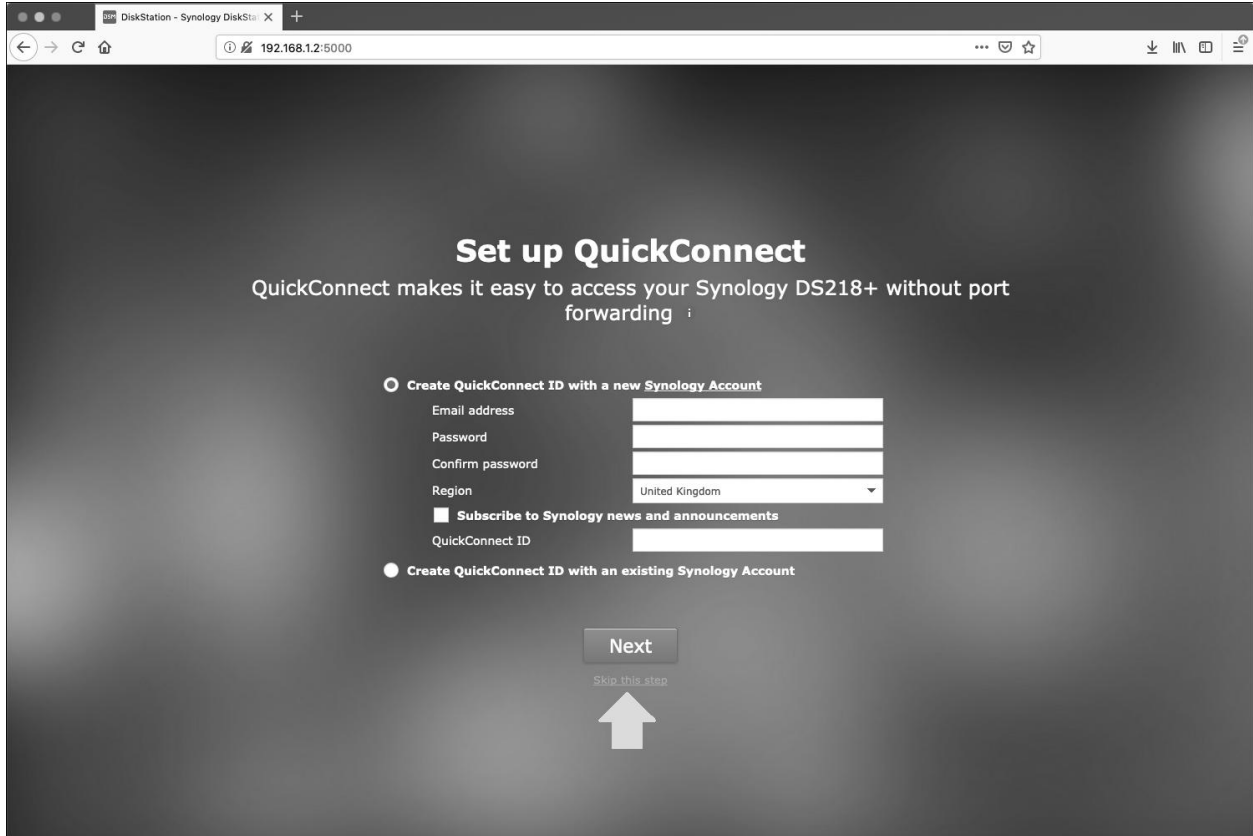 DSM DiskStation - Synology DiskSta
192.168.1.2:5000
Set up QuickConnect
QuickConnect makes it easy to access your Synology DS218+ without port
forwarding i
Create QuickConnect ID with a new Synology Account
Email address
Password
Confirm password
Region United Kingdom
Subscribe to Synology news and announcements
QuickConnect ID
Create QuickConnect ID with an existing Synology Account
Next
Skip this step